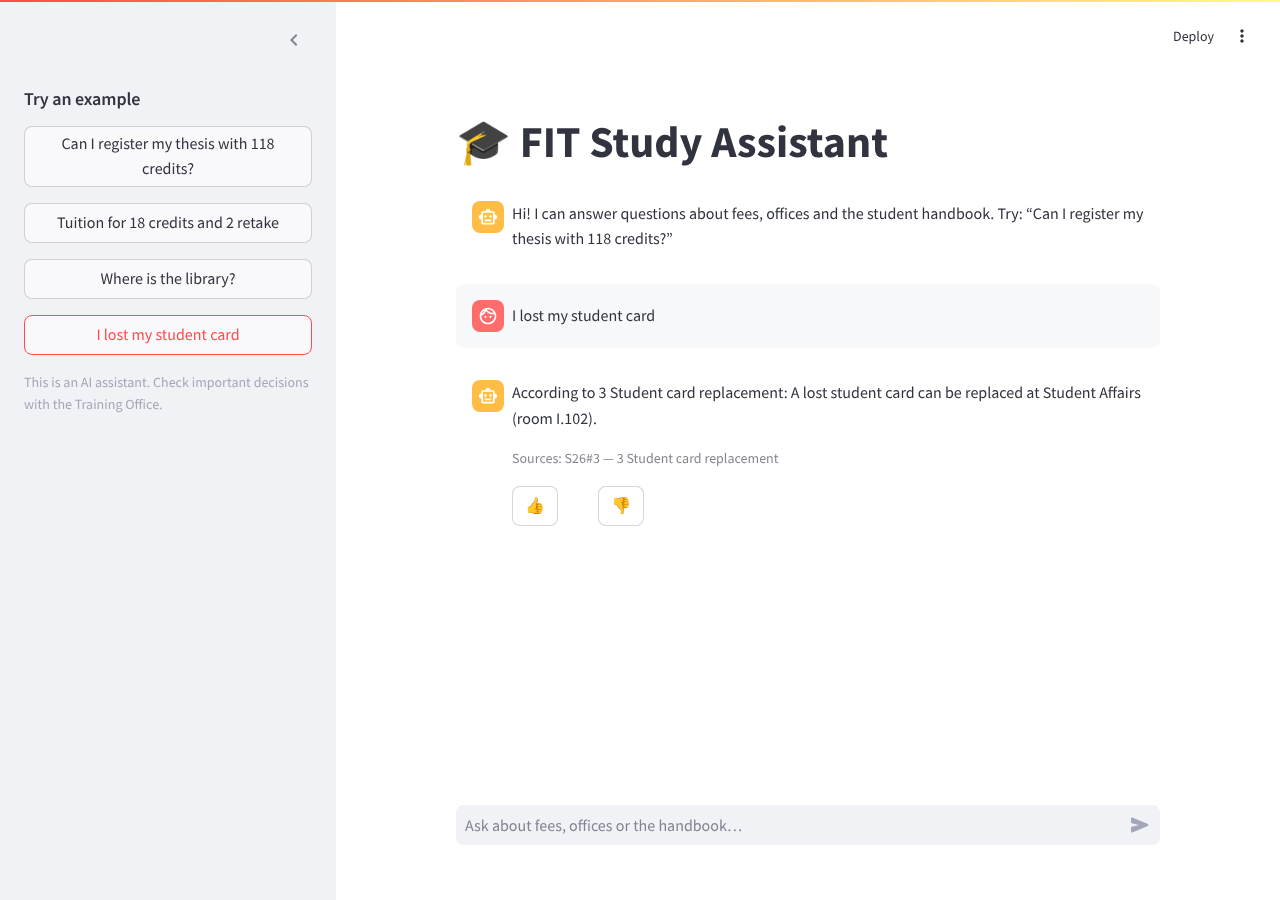 Deploy
Try an example
Can I register my thesis with 118
credits?
Tuition for 18 credits and 2 retake
Where is the library?
I lost my student card
This is an AI assistant. Check important decisions
with the Training Office.
🎓 FIT Study Assistant
Hi! I can answer questions about fees, offices and the student handbook. Try: “Can I register my
thesis with 118 credits?”
I lost my student card
According to 3 Student card replacement: A lost student card can be replaced at Student Affairs
(room I.102).
Sources: S26#3 — 3 Student card replacement
👍 👎
Ask about fees, offices or the handbook…